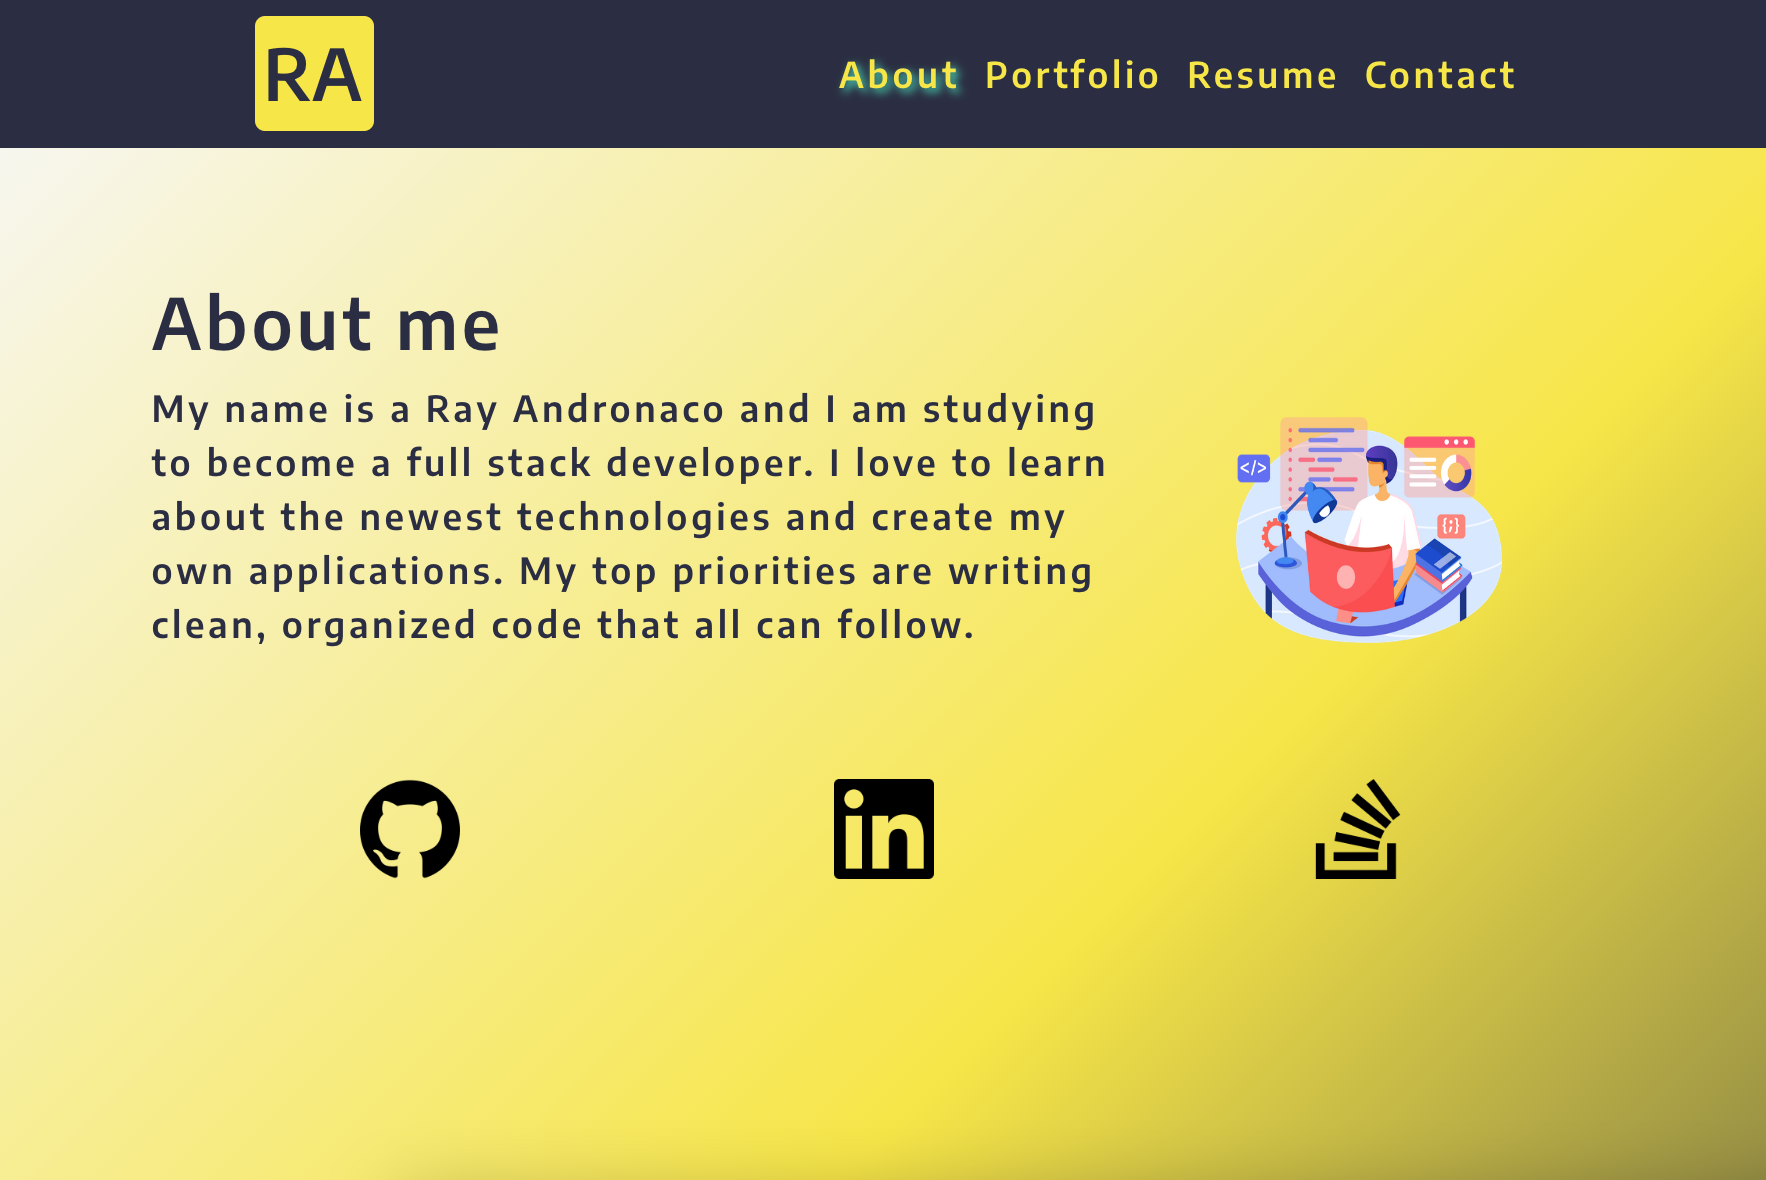 RA
About Portfolio Resume Contact
About me
My name is a Ray Andronaco and I am studying
to become a full stack developer. I love to learn
about the newest technologies and create my
own applications. My top priorities are writing
clean, organized code that all can follow.
</>
{;}
in